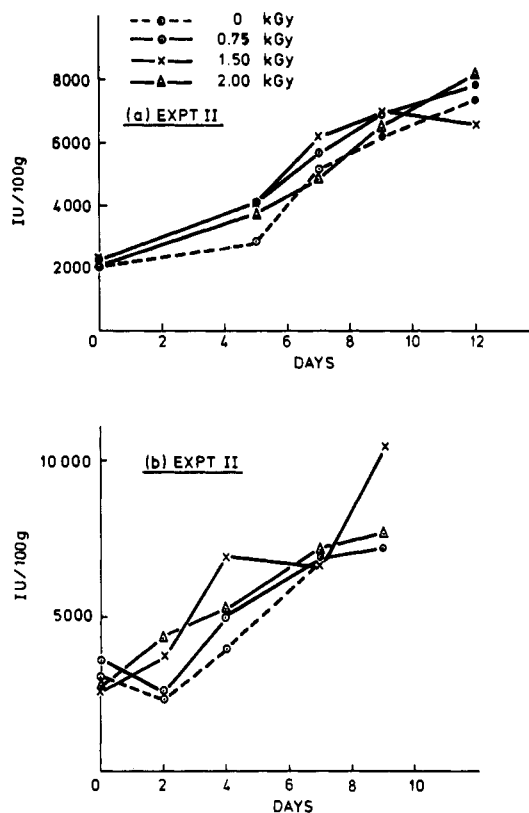 0 kGy
0.75 kGy
1.50 kGy
2.00 kGy
(a) EXPT II
8000
6000
4000
2000
IU/100g
0 2 4 6 8 10 12
DAYS
(b) EXPT II
10 000
5000
IU/100g
0 2 4 6 8 10
DAYS